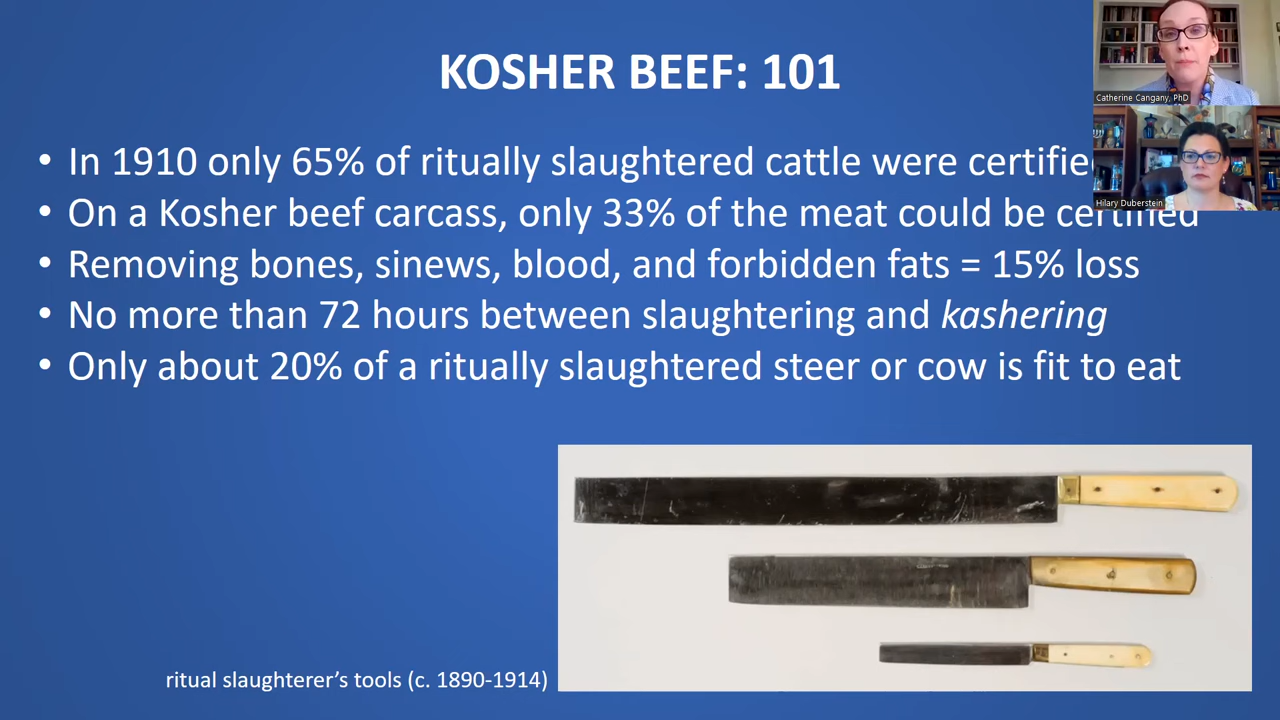 KOSHER BEEF: 101
Catherine Cangany, PhD
• In 1910 only 65% of ritually slaughtered cattle were
• On a Kosher beef carcass, only 33% of the meat could be certified
Hilary Duberstein
• Removing bones, sinews, blood, and forbidden fats = 15% loss
• No more than 72 hours between slaughtering and kashering
• Only about 20% of a ritually slaughtered steer or cow is fit to eat
ritual slaughterer's tools (c. 1890-1914)